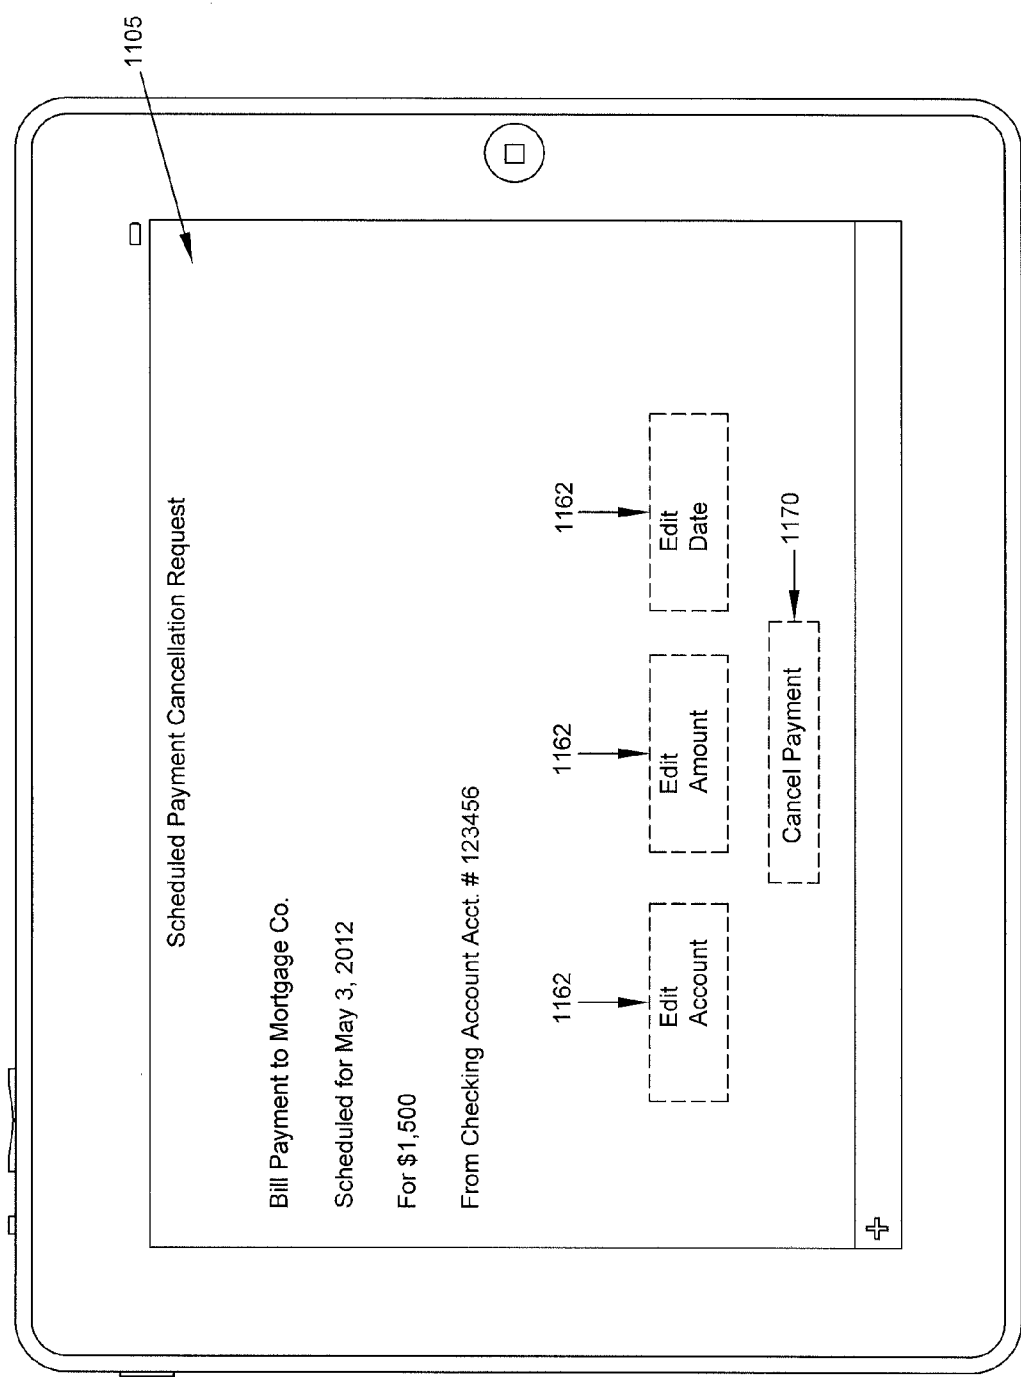 1105
Scheduled Payment Cancellation Request
Bill Payment to Mortgage Co.
Scheduled for May 3, 2012
For $1,500
From Checking Account Acct. # 123456
1162
1162
1162
Edit
Account
Edit
Amount
Edit
Date
Cancel Payment
1170